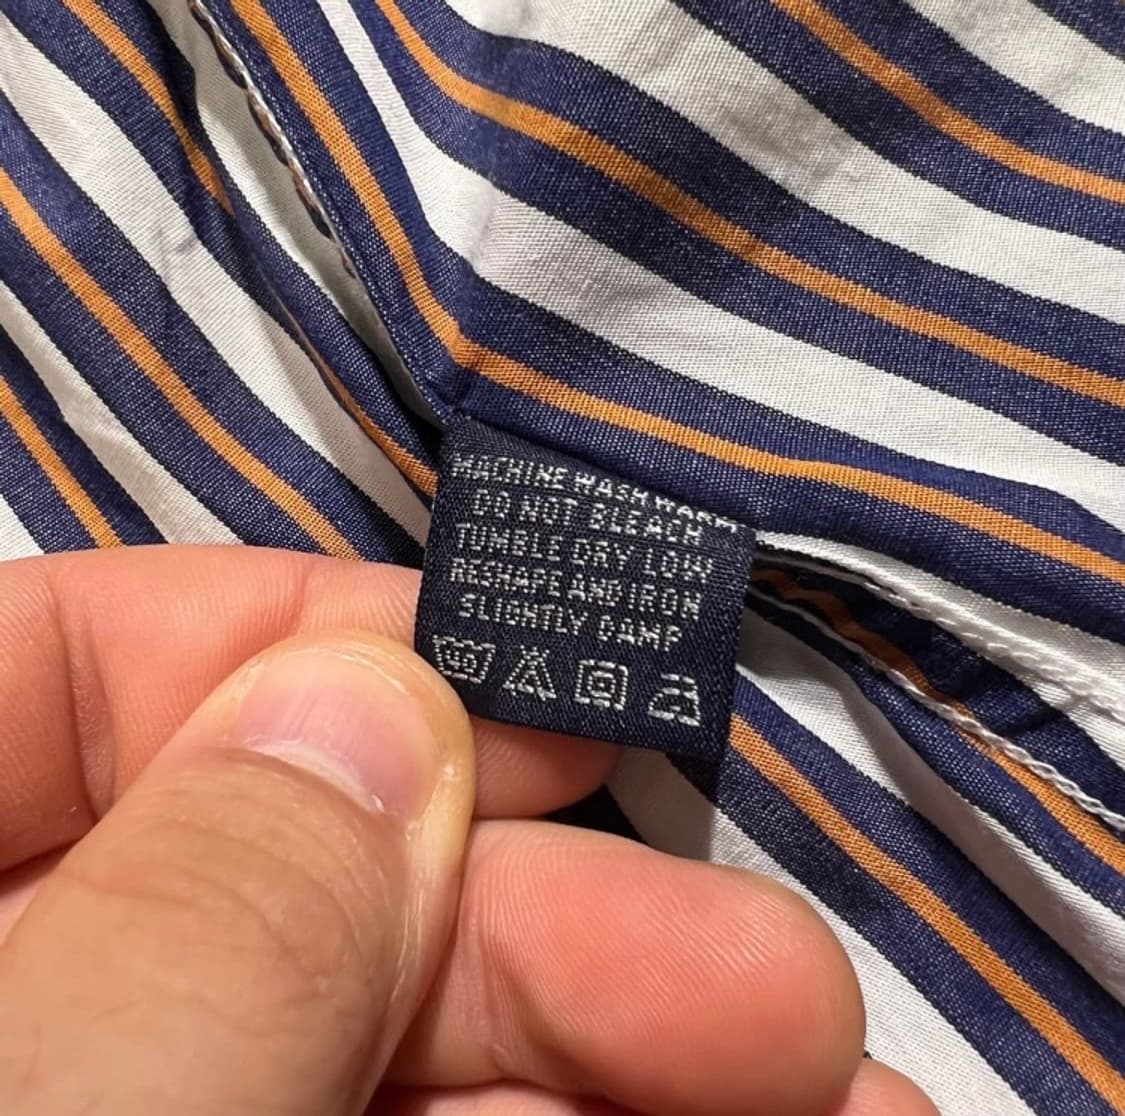 MACHINE WASH WARM
DO NOT BLEACH
TUMBLE DRY LOW
RESHAPE AND IRON
SLIGHTLY DAMP